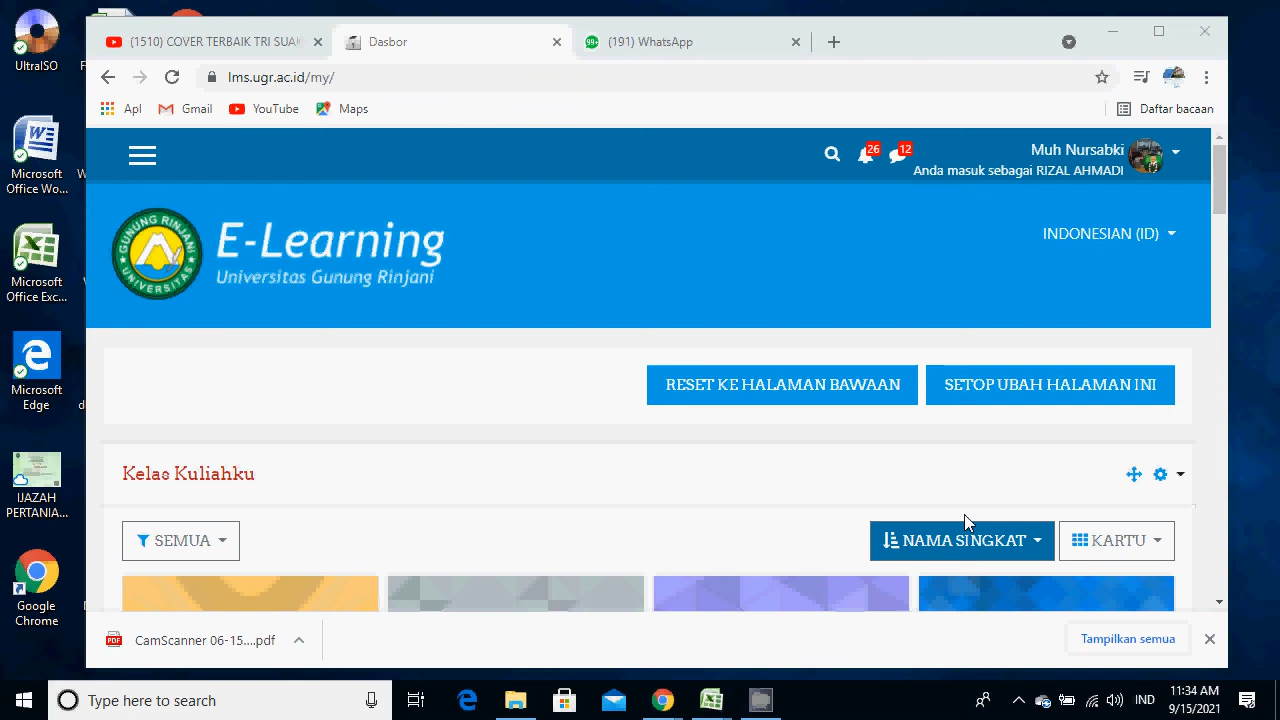 UltraISO
Microsoft
Office Wo...
Microsoft
Office Exc...
Microsoft
Edge
IJAZAH
PERTANIA...
Google
Chrome
(1510) COVER TERBAIK TRI SUA
Dasbor
99+
(191) WhatsApp
lms.ugr.ac.id/my/
Apl
Gmail
YouTube
Maps
Daftar bacaan
26
12
Muh Nursabki
Anda masuk sebagai RIZAL AHMADI
GUNUNG RINJANI
UNIVERSITAS
E-Learning
Universitas Gunung Rinjani
INDONESIAN (ID)
RESET KE HALAMAN BAWAAN
SETOP UBAH HALAMAN INI
Kelas Kuliahku
SEMUA
NAMA SINGKAT
KARTU
PDF
CamScanner 06-15....pdf
Tampilkan semua
Type here to search
IND
11:34 AM
9/15/2021